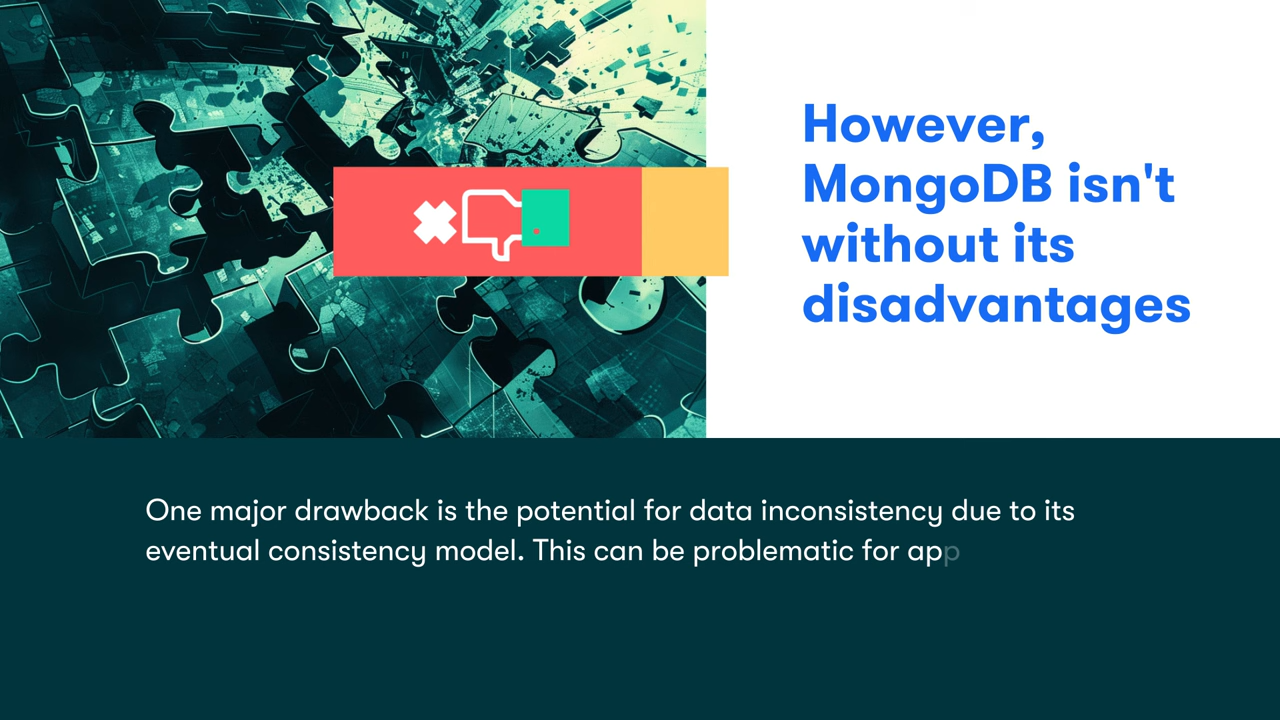 However,
MongoDB isn't
without its
disadvantages
One major drawback is the potential for data inconsistency due to its
eventual consistency model. This can be problematic for app